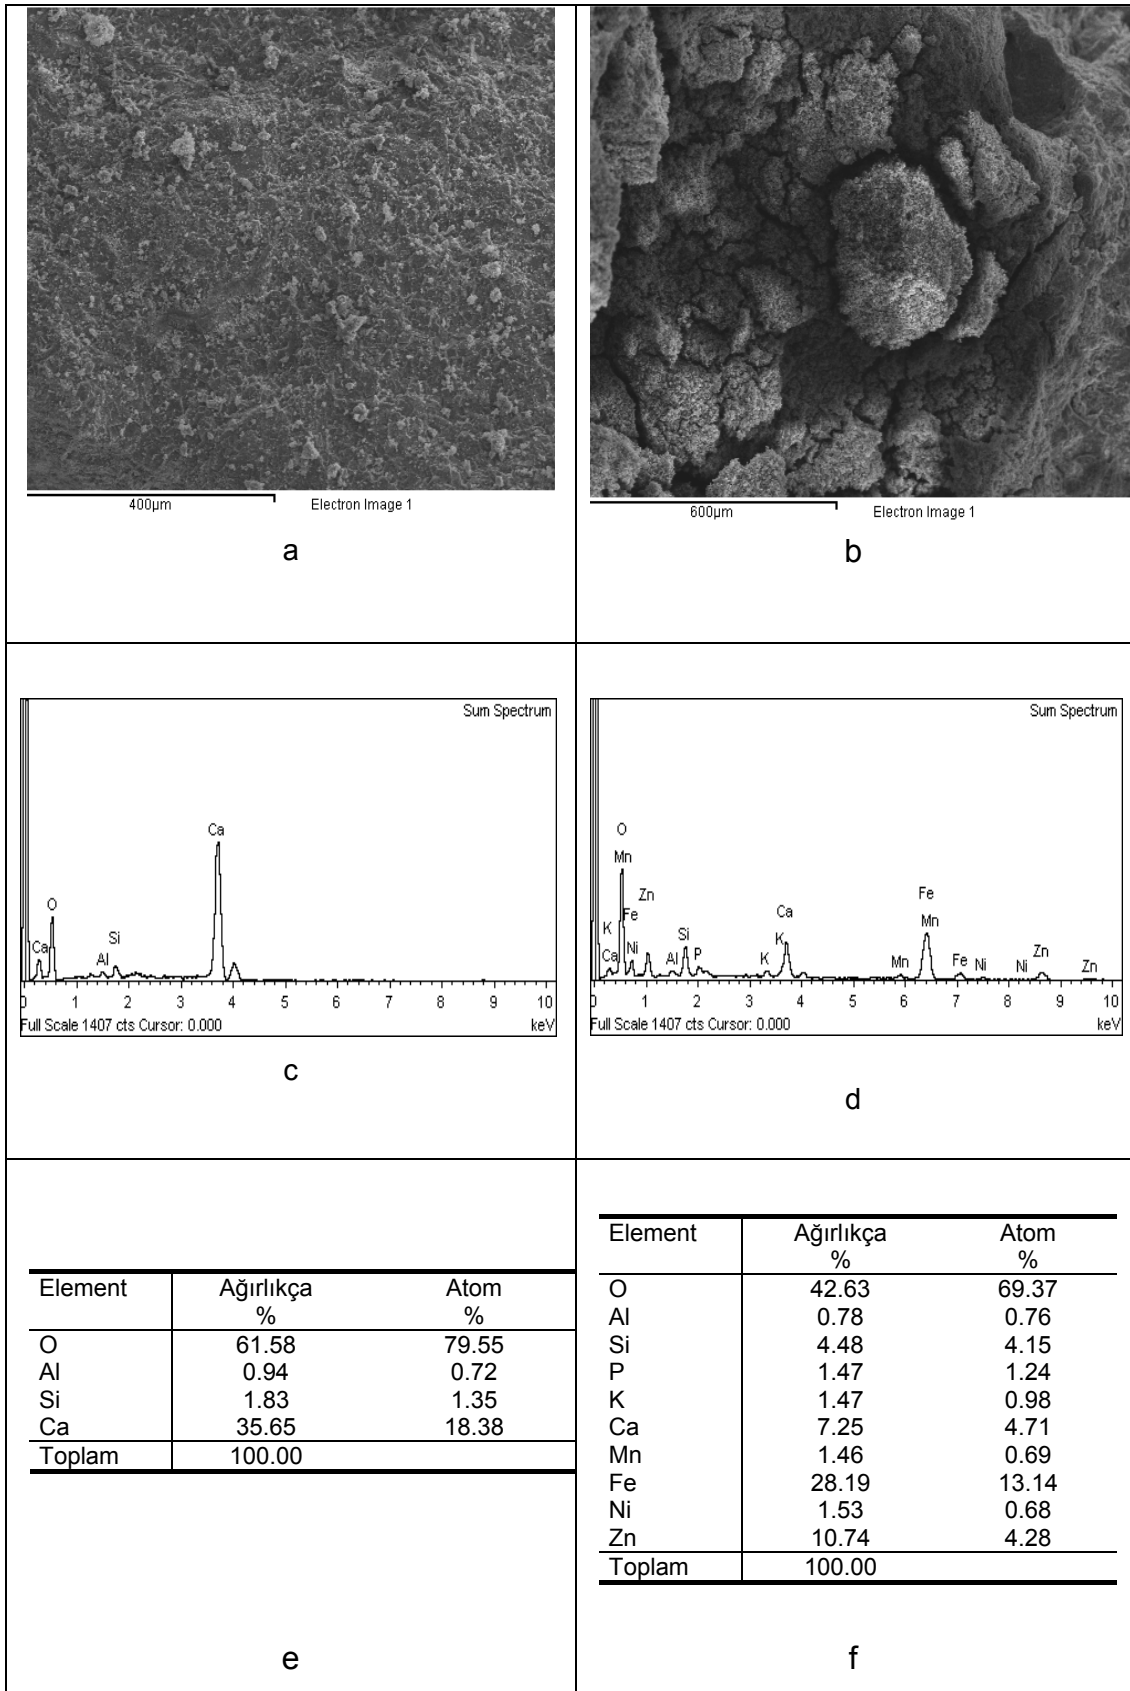 400µm Electron Image 1
a
600µm Electron Image 1
b
Sum Spectrum
Ca
O
Si
Ca
Al
0 1 2 3 4 5 6 7 8 9 10
Full Scale 1407 cts Cursor: 0.000 keV
c
Sum Spectrum
O
Mn
Zn
Fe
K
Ca
Fe
Mn
Si
K
Ca
Ni
Al
P
K
Mn
Fe
Ni
Ni
Zn
Zn
0 1 2 3 4 5 6 7 8 9 10
Full Scale 1407 cts Cursor: 0.000 keV
d
Element Ağırlıkça Atom
% %
O 61.58 79.55
Al 0.94 0.72
Si 1.83 1.35
Ca 35.65 18.38
Toplam 100.00
e
Element Ağırlıkça Atom
% %
O 42.63 69.37
Al 0.78 0.76
Si 4.48 4.15
P 1.47 1.24
K 1.47 0.98
Ca 7.25 4.71
Mn 1.46 0.69
Fe 28.19 13.14
Ni 1.53 0.68
Zn 10.74 4.28
Toplam 100.00
f